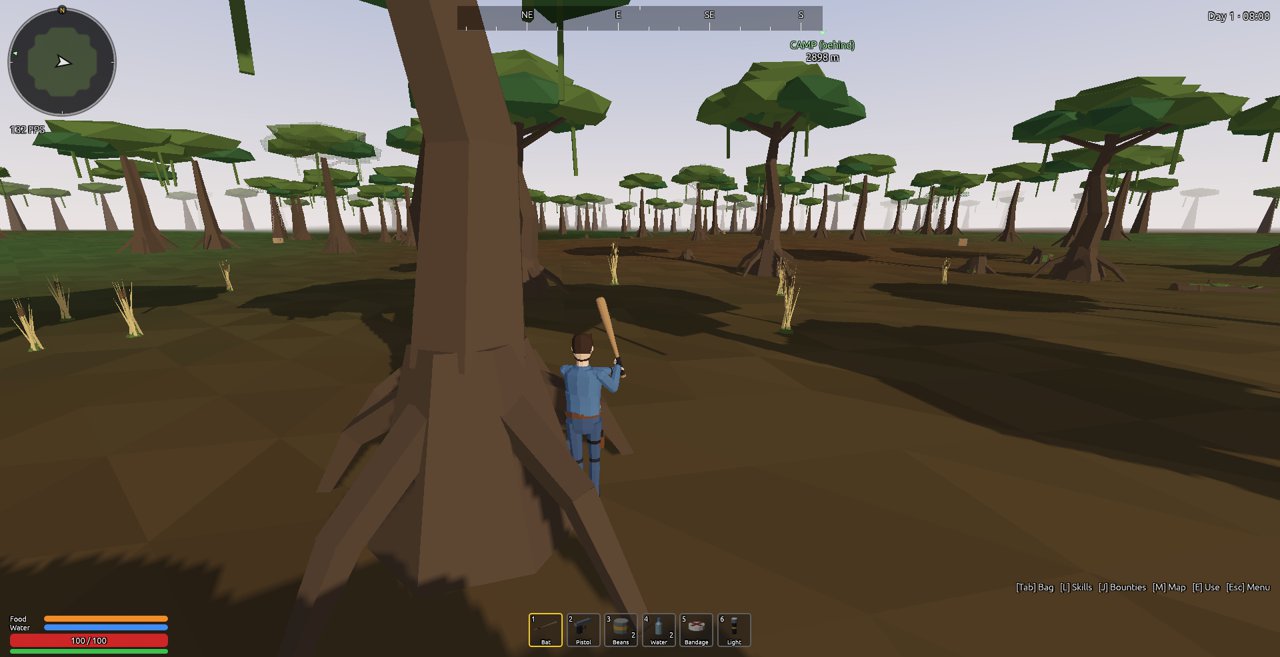 N
NE E SE S
Day 1 - 08:00
CAMP (behind)
2898 m
132 FPS
[Tab] Bag [L] Skills [J] Bounties [M] Map [E] Use [Esc] Menu
Food
Water
100 / 100
1 2 3 4 5 6
2 2
Bat Pistol Beans Water Bandage Light